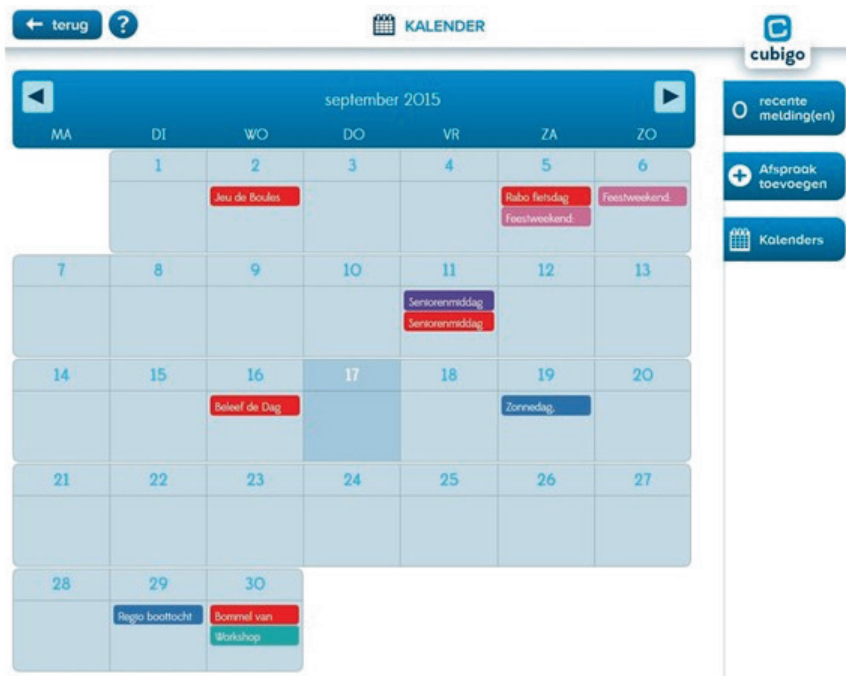 ← terug ? KALENDER
cubigo
september 2015
MA DI WO DO VR ZA ZO
1 2 3 4 5 6
Jeu de Boules Rabo fietsdag Feestweekend:
Feestweekend:
7 8 9 10 11 12 13
Seniorenmiddag
Seniorenmiddag
14 15 16 17 18 19 20
Beleef de Dag Zonnedag,
21 22 23 24 25 26 27
28 29 30
Regio boottocht Bommel van
Workshop
0 recente
melding(en)
Afspraak
toevoegen
Kalenders